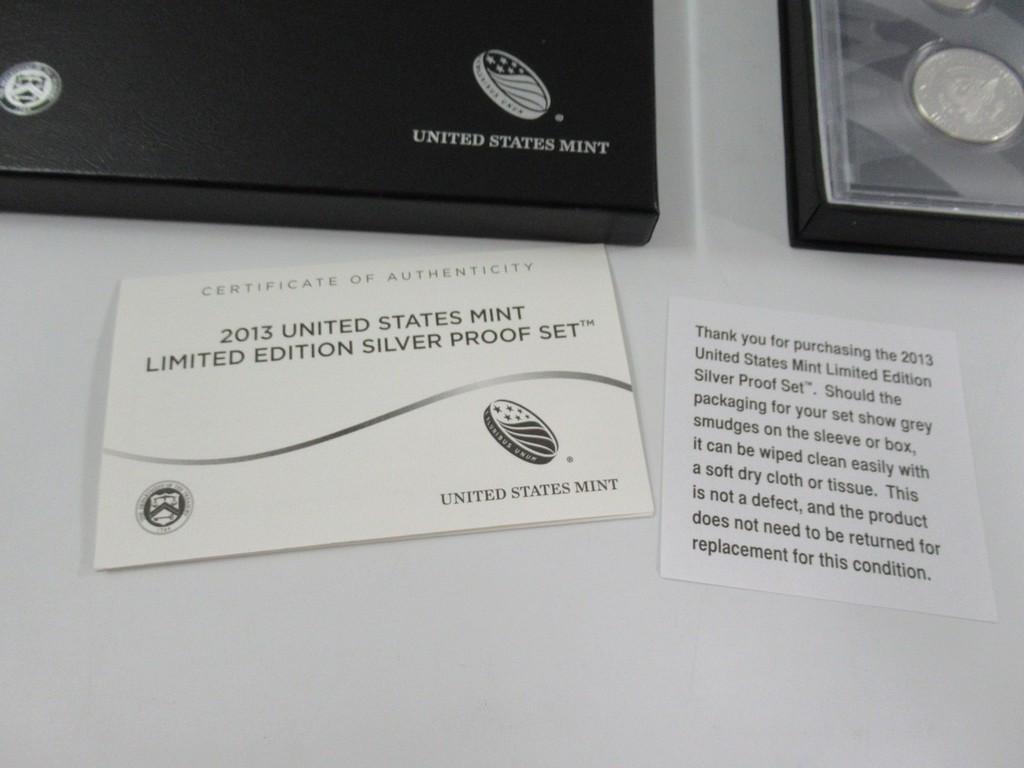 UNITED STATES MINT
CERTIFICATE OF AUTHENTICITY
2013 UNITED STATES MINT
LIMITED EDITION SILVER PROOF SET™
PLURIBUS UNUM
®
UNITED STATES MINT
Thank you for purchasing the 2013
United States Mint Limited Edition
Silver Proof Set™. Should the
packaging for your set show grey
smudges on the sleeve or box,
it can be wiped clean easily with
a soft dry cloth or tissue. This
is not a defect, and the product
does not need to be returned for
replacement for this condition.